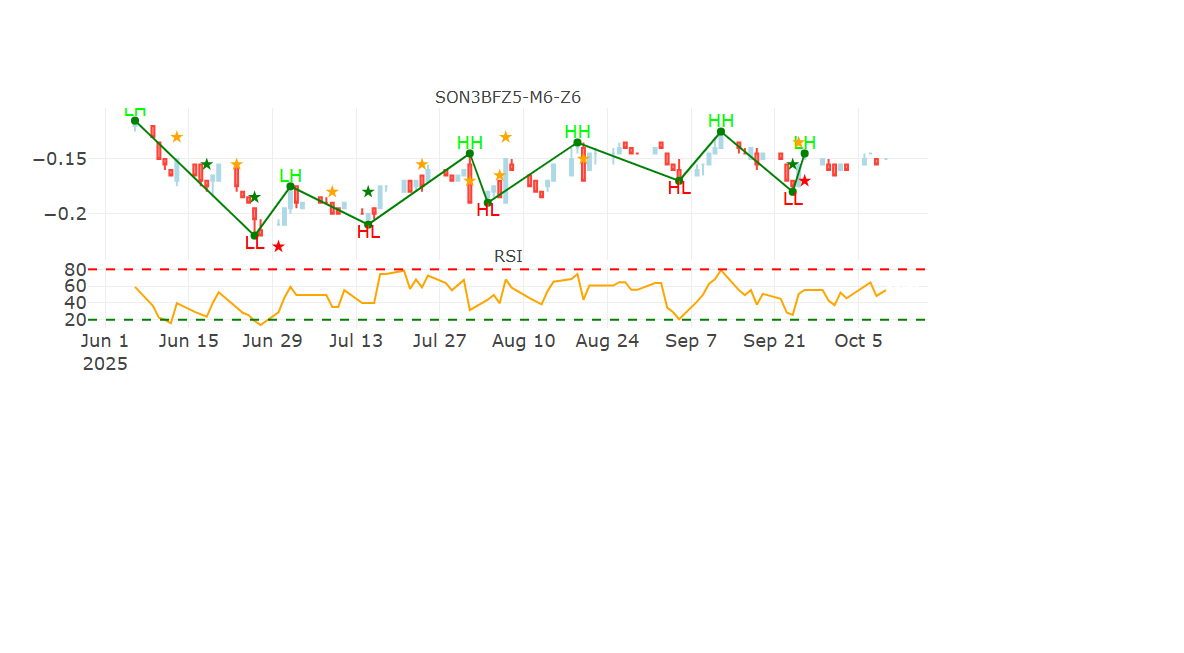 SON3BFZ5-M6-Z6
LH
HH
HH
HH
LH
−0.15
LH
HL
HL
LL
−0.2
LL
HL
RSI
80
60
40
20
Jun 1 Jun 15 Jun 29 Jul 13 Jul 27 Aug 10 Aug 24 Sep 7 Sep 21 Oct 5
2025